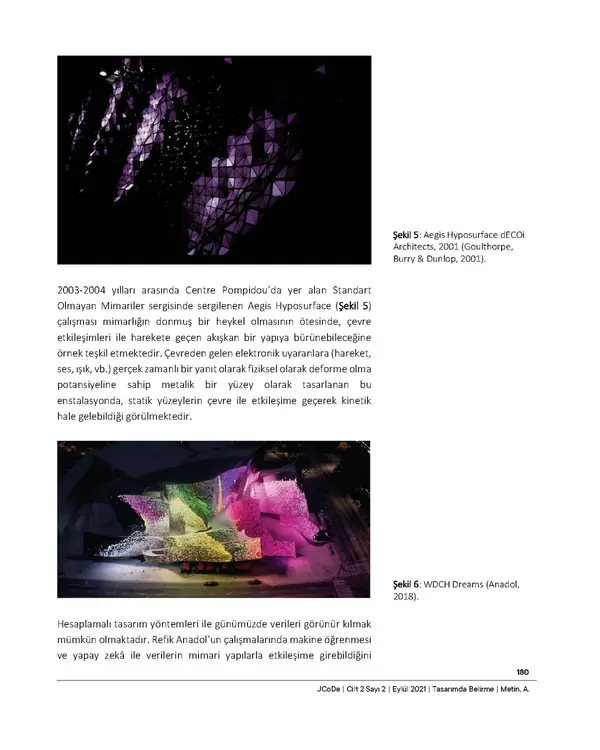 Şekil 5: Aegis Hyposurface dECOi
Architects, 2001 (Goulthorpe,
Burry & Dunlop, 2001).
2003-2004 yılları arasında Centre Pompidou’da yer alan Standart
Olmayan Mimariler sergisinde sergilenen Aegis Hyposurface (Şekil 5)
çalışması mimarlığın donmuş bir heykel olmasının ötesinde, çevre
etkileşimleri ile harekete geçen akışkan bir yapıya bürünebileceğine
örnek teşkil etmektedir. Çevreden gelen elektronik uyaranlara (hareket,
ses, ışık, vb.) gerçek zamanlı bir yanıt olarak fiziksel olarak deforme olma
potansiyeline sahip metalik bir yüzey olarak tasarlanan bu
enstalasyonda, statik yüzeylerin çevre ile etkileşime geçerek kinetik
hale gelebildiği görülmektedir.
Şekil 6: WDCH Dreams (Anadol,
2018).
Hesaplamalı tasarım yöntemleri ile günümüzde verileri görünür kılmak
mümkün olmaktadır. Refik Anadol’un çalışmalarında makine öğrenmesi
ve yapay zekâ ile verilerin mimari yapılarla etkileşime girebildiğini
180
JCoDe | Cilt 2 Sayı 2 | Eylül 2021 | Tasarımda Belirme | Metin, A.